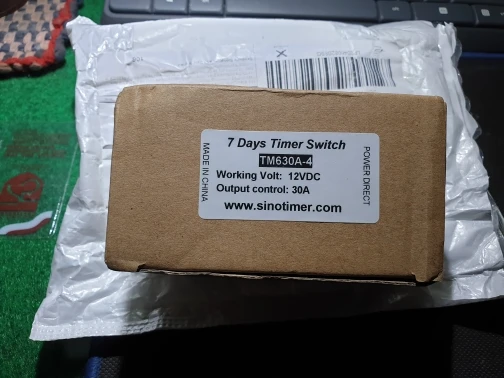 7 Days Timer Switch
TM630A-4
Working Volt: 12VDC
Output control: 30A
www.sinotimer.com
MADE IN CHINA
POWER DIRECT